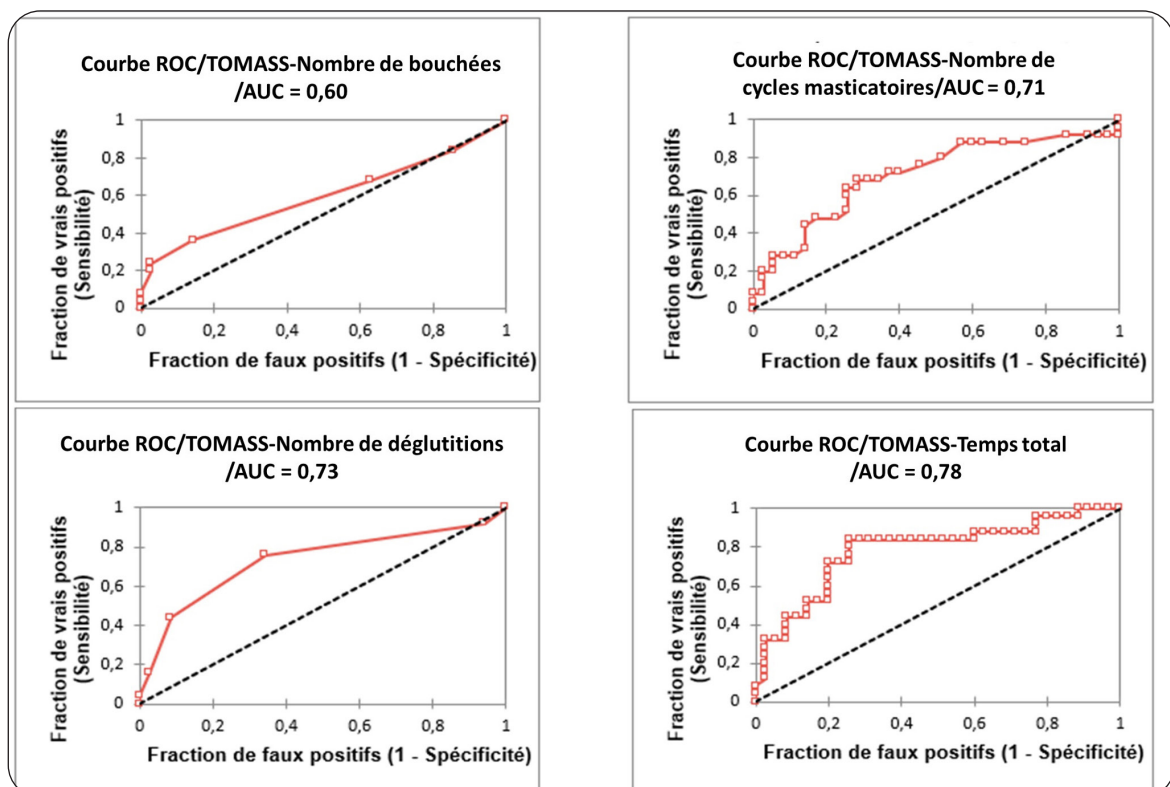 Courbe ROC/TOMASS-Nombre de bouchées
/AUC = 0,60
Fraction de vrais positifs
(Sensibilité)
1
0,8
0,6
0,4
0,2
0
0 0,2 0,4 0,6 0,8 1
Fraction de faux positifs (1 - Spécificité)
Courbe ROC/TOMASS-Nombre de
cycles masticatoires/AUC = 0,71
Fraction de vrais positifs
(Sensibilité)
1
0,8
0,6
0,4
0,2
0
0 0,2 0,4 0,6 0,8 1
Fraction de faux positifs (1 - Spécificité)
Courbe ROC/TOMASS-Nombre de déglutitions
/AUC = 0,73
Fraction de vrais positifs
(Sensibilité)
1
0,8
0,6
0,4
0,2
0
0 0,2 0,4 0,6 0,8 1
Fraction de faux positifs (1 - Spécificité)
Courbe ROC/TOMASS-Temps total
/AUC = 0,78
Fraction de vrais positifs
(Sensibilité)
1
0,8
0,6
0,4
0,2
0
0 0,2 0,4 0,6 0,8 1
Fraction de faux positifs (1 - Spécificité)